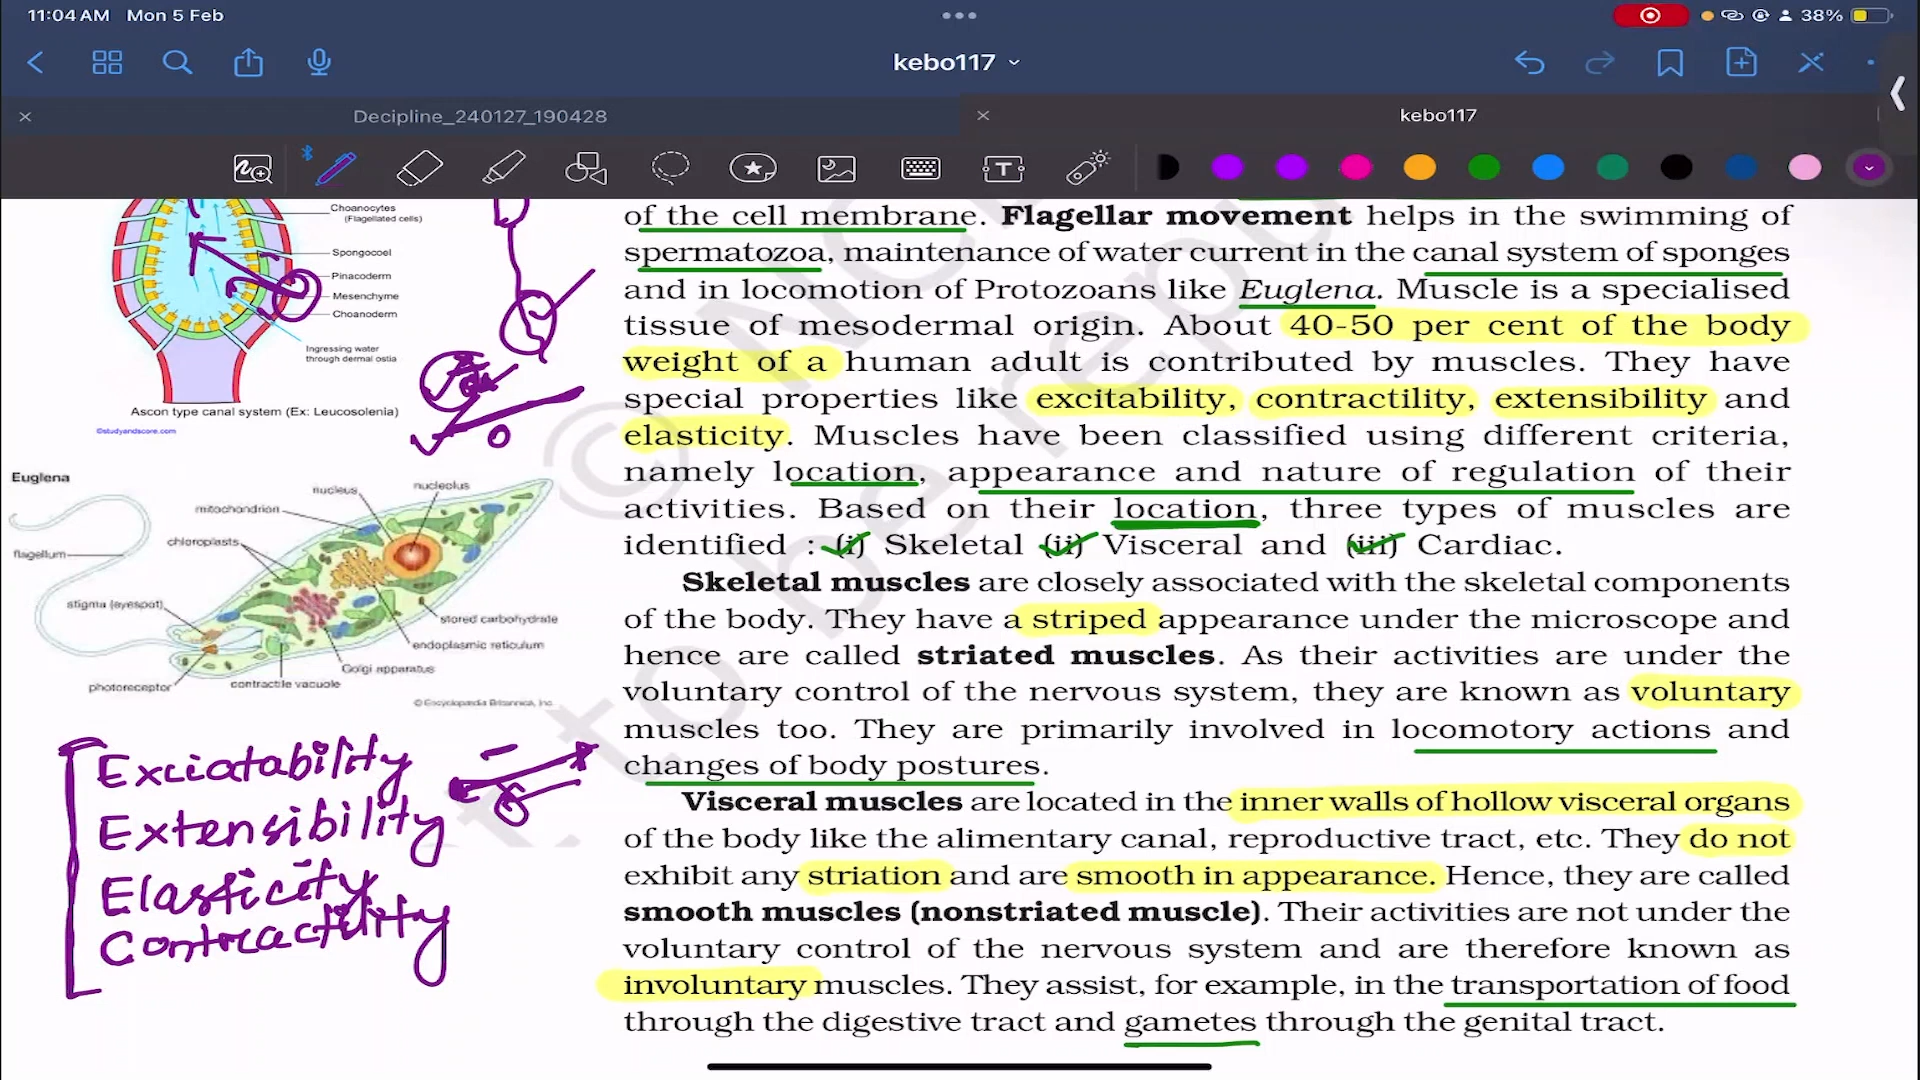 11:04 AM Mon 5 Feb
38%
kebo117
Decipline_240127_190428
kebo117
Choanocytes
(Flagellated cells)
Spongocoel
Pinacoderm
Mesenchyme
Choanoderm
Ingressing water
through dermal ostia
Ascon type canal system (Ex: Leucosolenia)
©studyandscore.com
Euglena
nucleus
nucleolus
mitochondrion
chloroplasts
flagellum
stigma (eyespot)
stored carbohydrate
endoplasmic reticulum
Golgi apparatus
contractile vacuole
photoreceptor
© Encyclopædia Britannica, Inc.
Exciatability
Extensibility
Elasticity
Contractility
of the cell membrane. Flagellar movement helps in the swimming of
spermatozoa, maintenance of water current in the canal system of sponges
and in locomotion of Protozoans like Euglena. Muscle is a specialised
tissue of mesodermal origin. About 40-50 per cent of the body
weight of a human adult is contributed by muscles. They have
special properties like excitability, contractility, extensibility and
elasticity. Muscles have been classified using different criteria,
namely location, appearance and nature of regulation of their
activities. Based on their location, three types of muscles are
identified : (i) Skeletal (ii) Visceral and (iii) Cardiac.
Skeletal muscles are closely associated with the skeletal components
of the body. They have a striped appearance under the microscope and
hence are called striated muscles. As their activities are under the
voluntary control of the nervous system, they are known as voluntary
muscles too. They are primarily involved in locomotory actions and
changes of body postures.
Visceral muscles are located in the inner walls of hollow visceral organs
of the body like the alimentary canal, reproductive tract, etc. They do not
exhibit any striation and are smooth in appearance. Hence, they are called
smooth muscles (nonstriated muscle). Their activities are not under the
voluntary control of the nervous system and are therefore known as
involuntary muscles. They assist, for example, in the transportation of food
through the digestive tract and gametes through the genital tract.